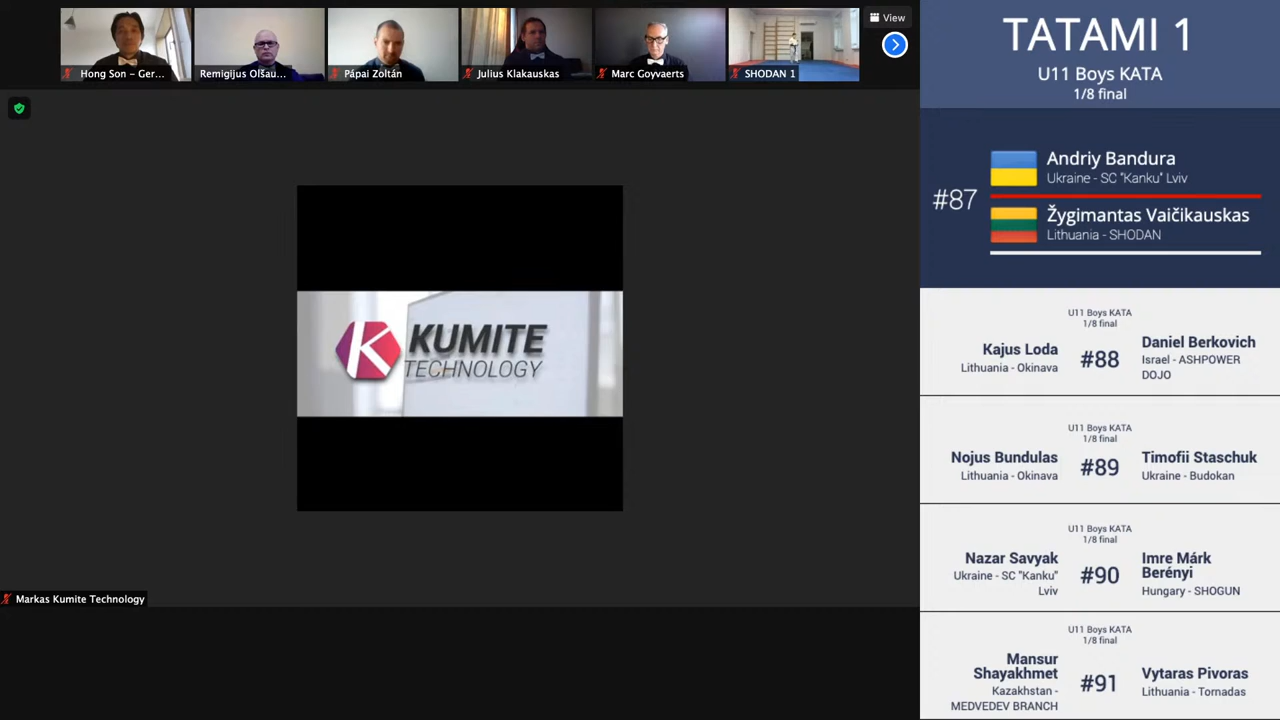 Hong Son – Ger...
Remigijus Olšau...
Pápai Zoltán
Julius Klakauskas
Marc Goyvaerts
SHODAN 1
View
KUMITE
TECHNOLOGY
Markas Kumite Technology
TATAMI 1
U11 Boys KATA
1/8 final
#87
Andriy Bandura
Ukraine - SC "Kanku" Lviv
Žygimantas Vaičikauskas
Lithuania - SHODAN
U11 Boys KATA
1/8 final
Kajus Loda
Lithuania - Okinava
#88
Daniel Berkovich
Israel - ASHPOWER
DOJO
U11 Boys KATA
1/8 final
Nojus Bundulas
Lithuania - Okinava
#89
Timofii Staschuk
Ukraine - Budokan
U11 Boys KATA
1/8 final
Nazar Savyak
Ukraine - SC "Kanku"
Lviv
#90
Imre Márk
Berényi
Hungary - SHOGUN
U11 Boys KATA
1/8 final
Mansur
Shayakhmet
Kazakhstan -
MEDVEDEV BRANCH
#91
Vytaras Pivoras
Lithuania - Tornadas